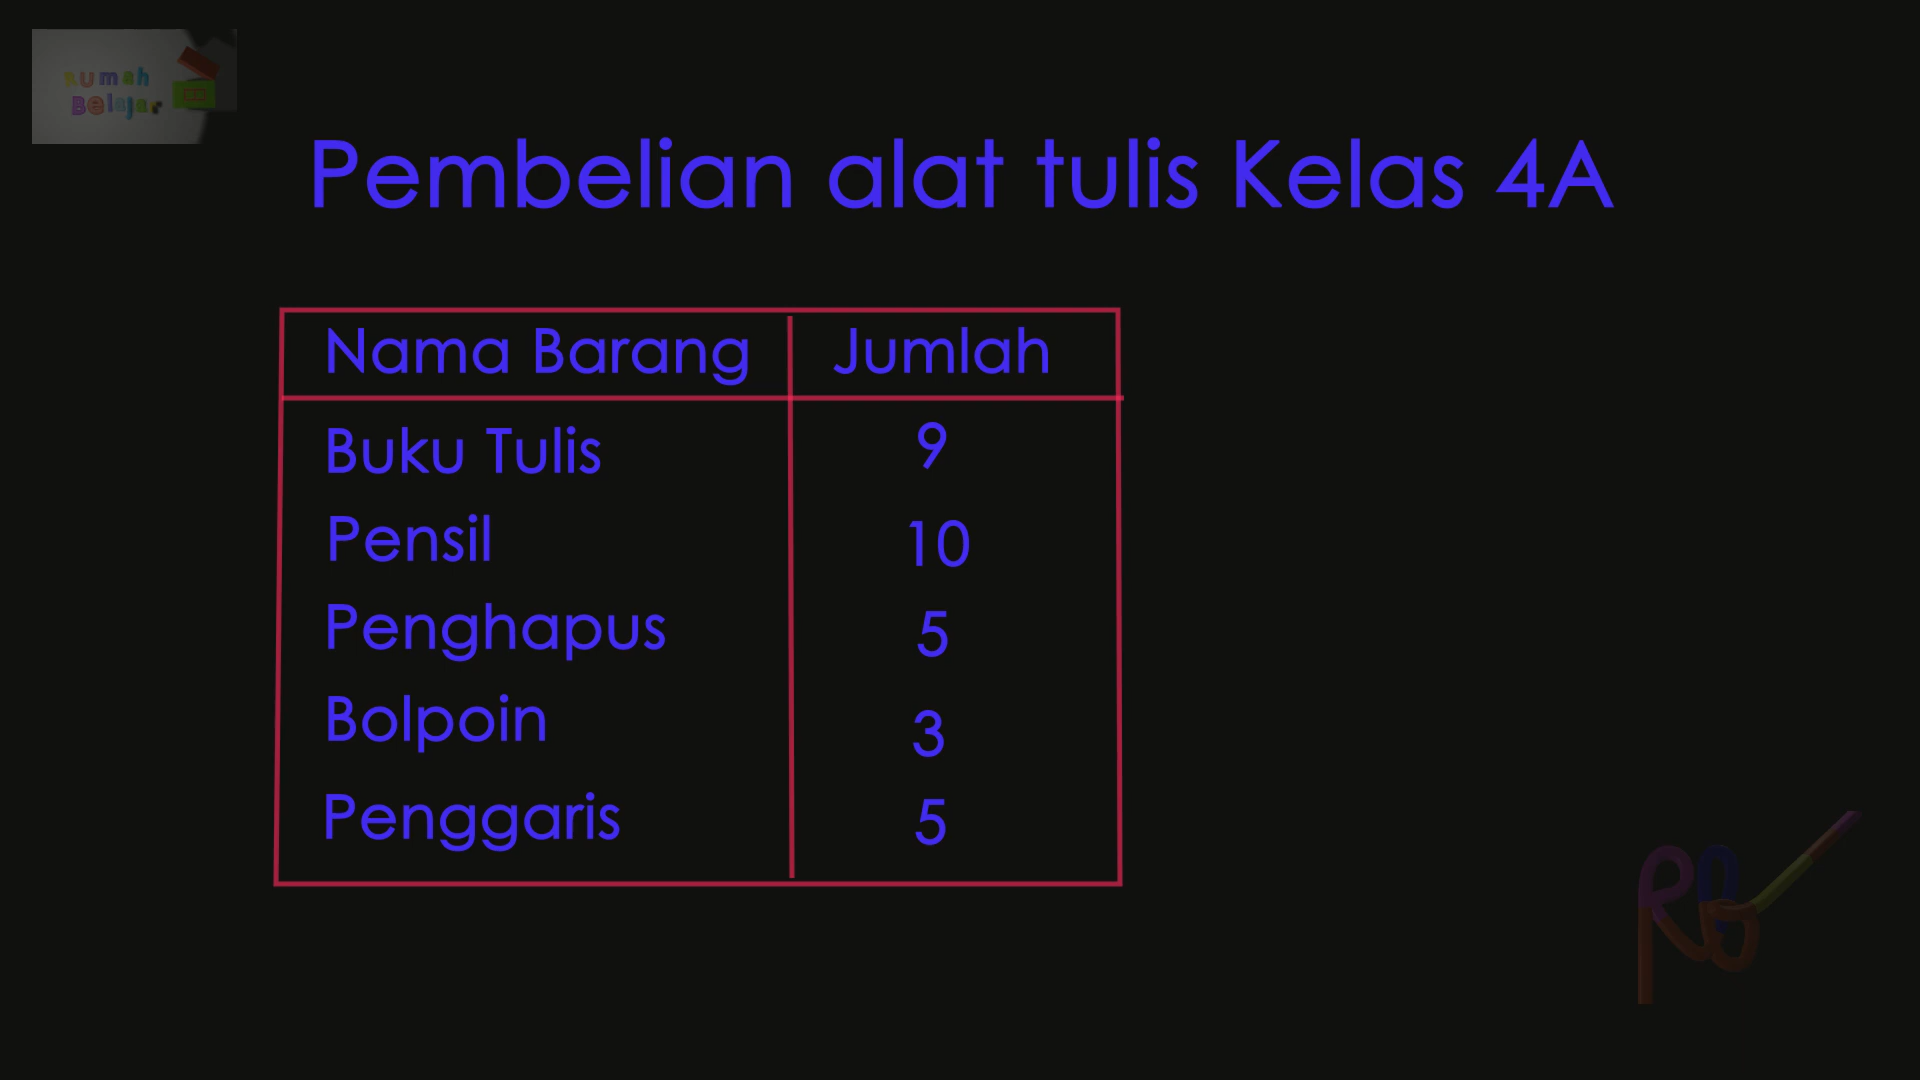 Rumah
Belajar
Pembelian alat tulis Kelas 4A
Nama Barang Jumlah
Buku Tulis 9
Pensil 10
Penghapus 5
Bolpoin 3
Penggaris 5
RB